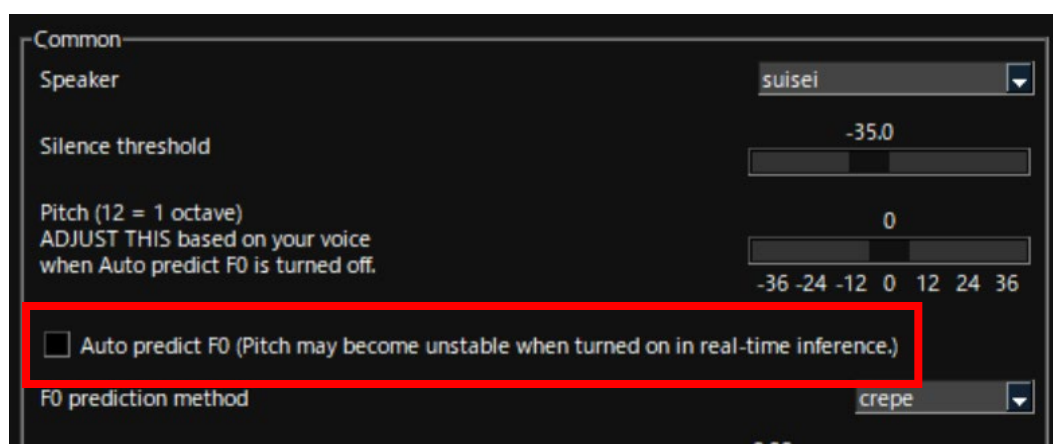 Common
Speaker
suisei
Silence threshold
-35.0
Pitch (12 = 1 octave)
ADJUST THIS based on your voice
when Auto predict F0 is turned off.
0
-36 -24 -12 0 12 24 36
Auto predict F0 (Pitch may become unstable when turned on in real-time inference.)
F0 prediction method
crepe